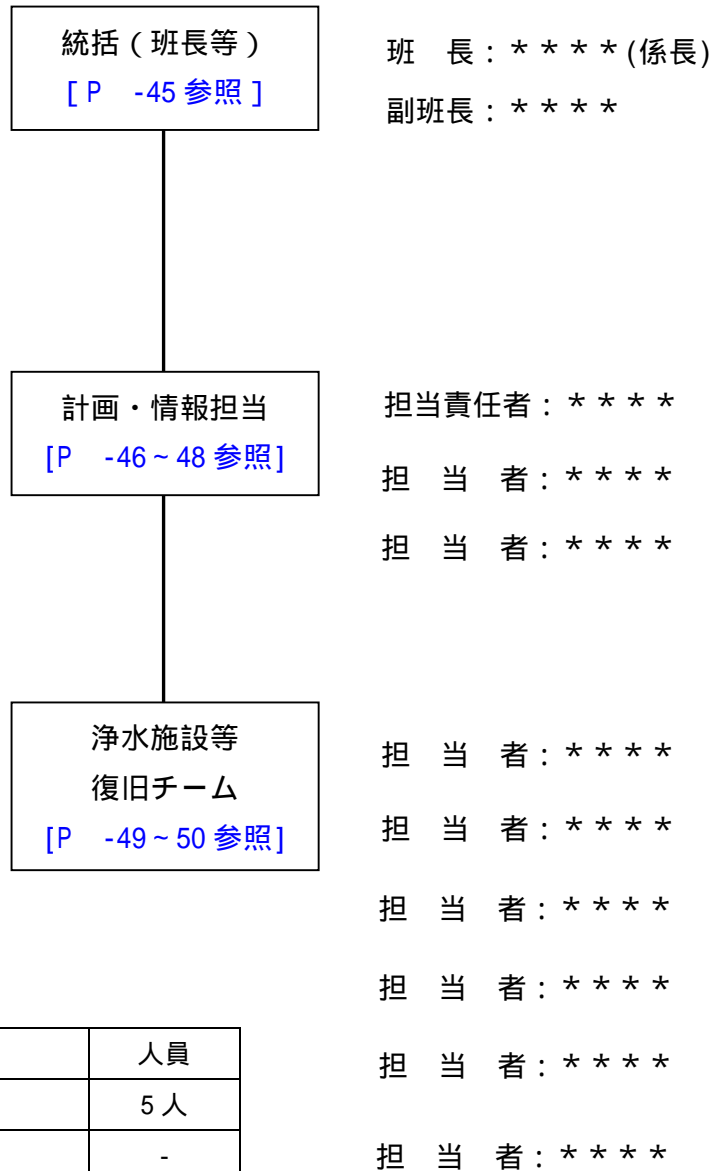 統括（班長等）
[ P　-45 参照 ]
班　長：＊＊＊＊(係長)
副班長：＊＊＊＊
計画・情報担当
[P　-46～48 参照]
担当責任者：＊＊＊＊
担　当　者：＊＊＊＊
担　当　者：＊＊＊＊
浄水施設等
復旧チーム
[P　-49～50 参照]
担　当　者：＊＊＊＊
担　当　者：＊＊＊＊
担　当　者：＊＊＊＊
担　当　者：＊＊＊＊
担　当　者：＊＊＊＊
担　当　者：＊＊＊＊
人員
5 人
-